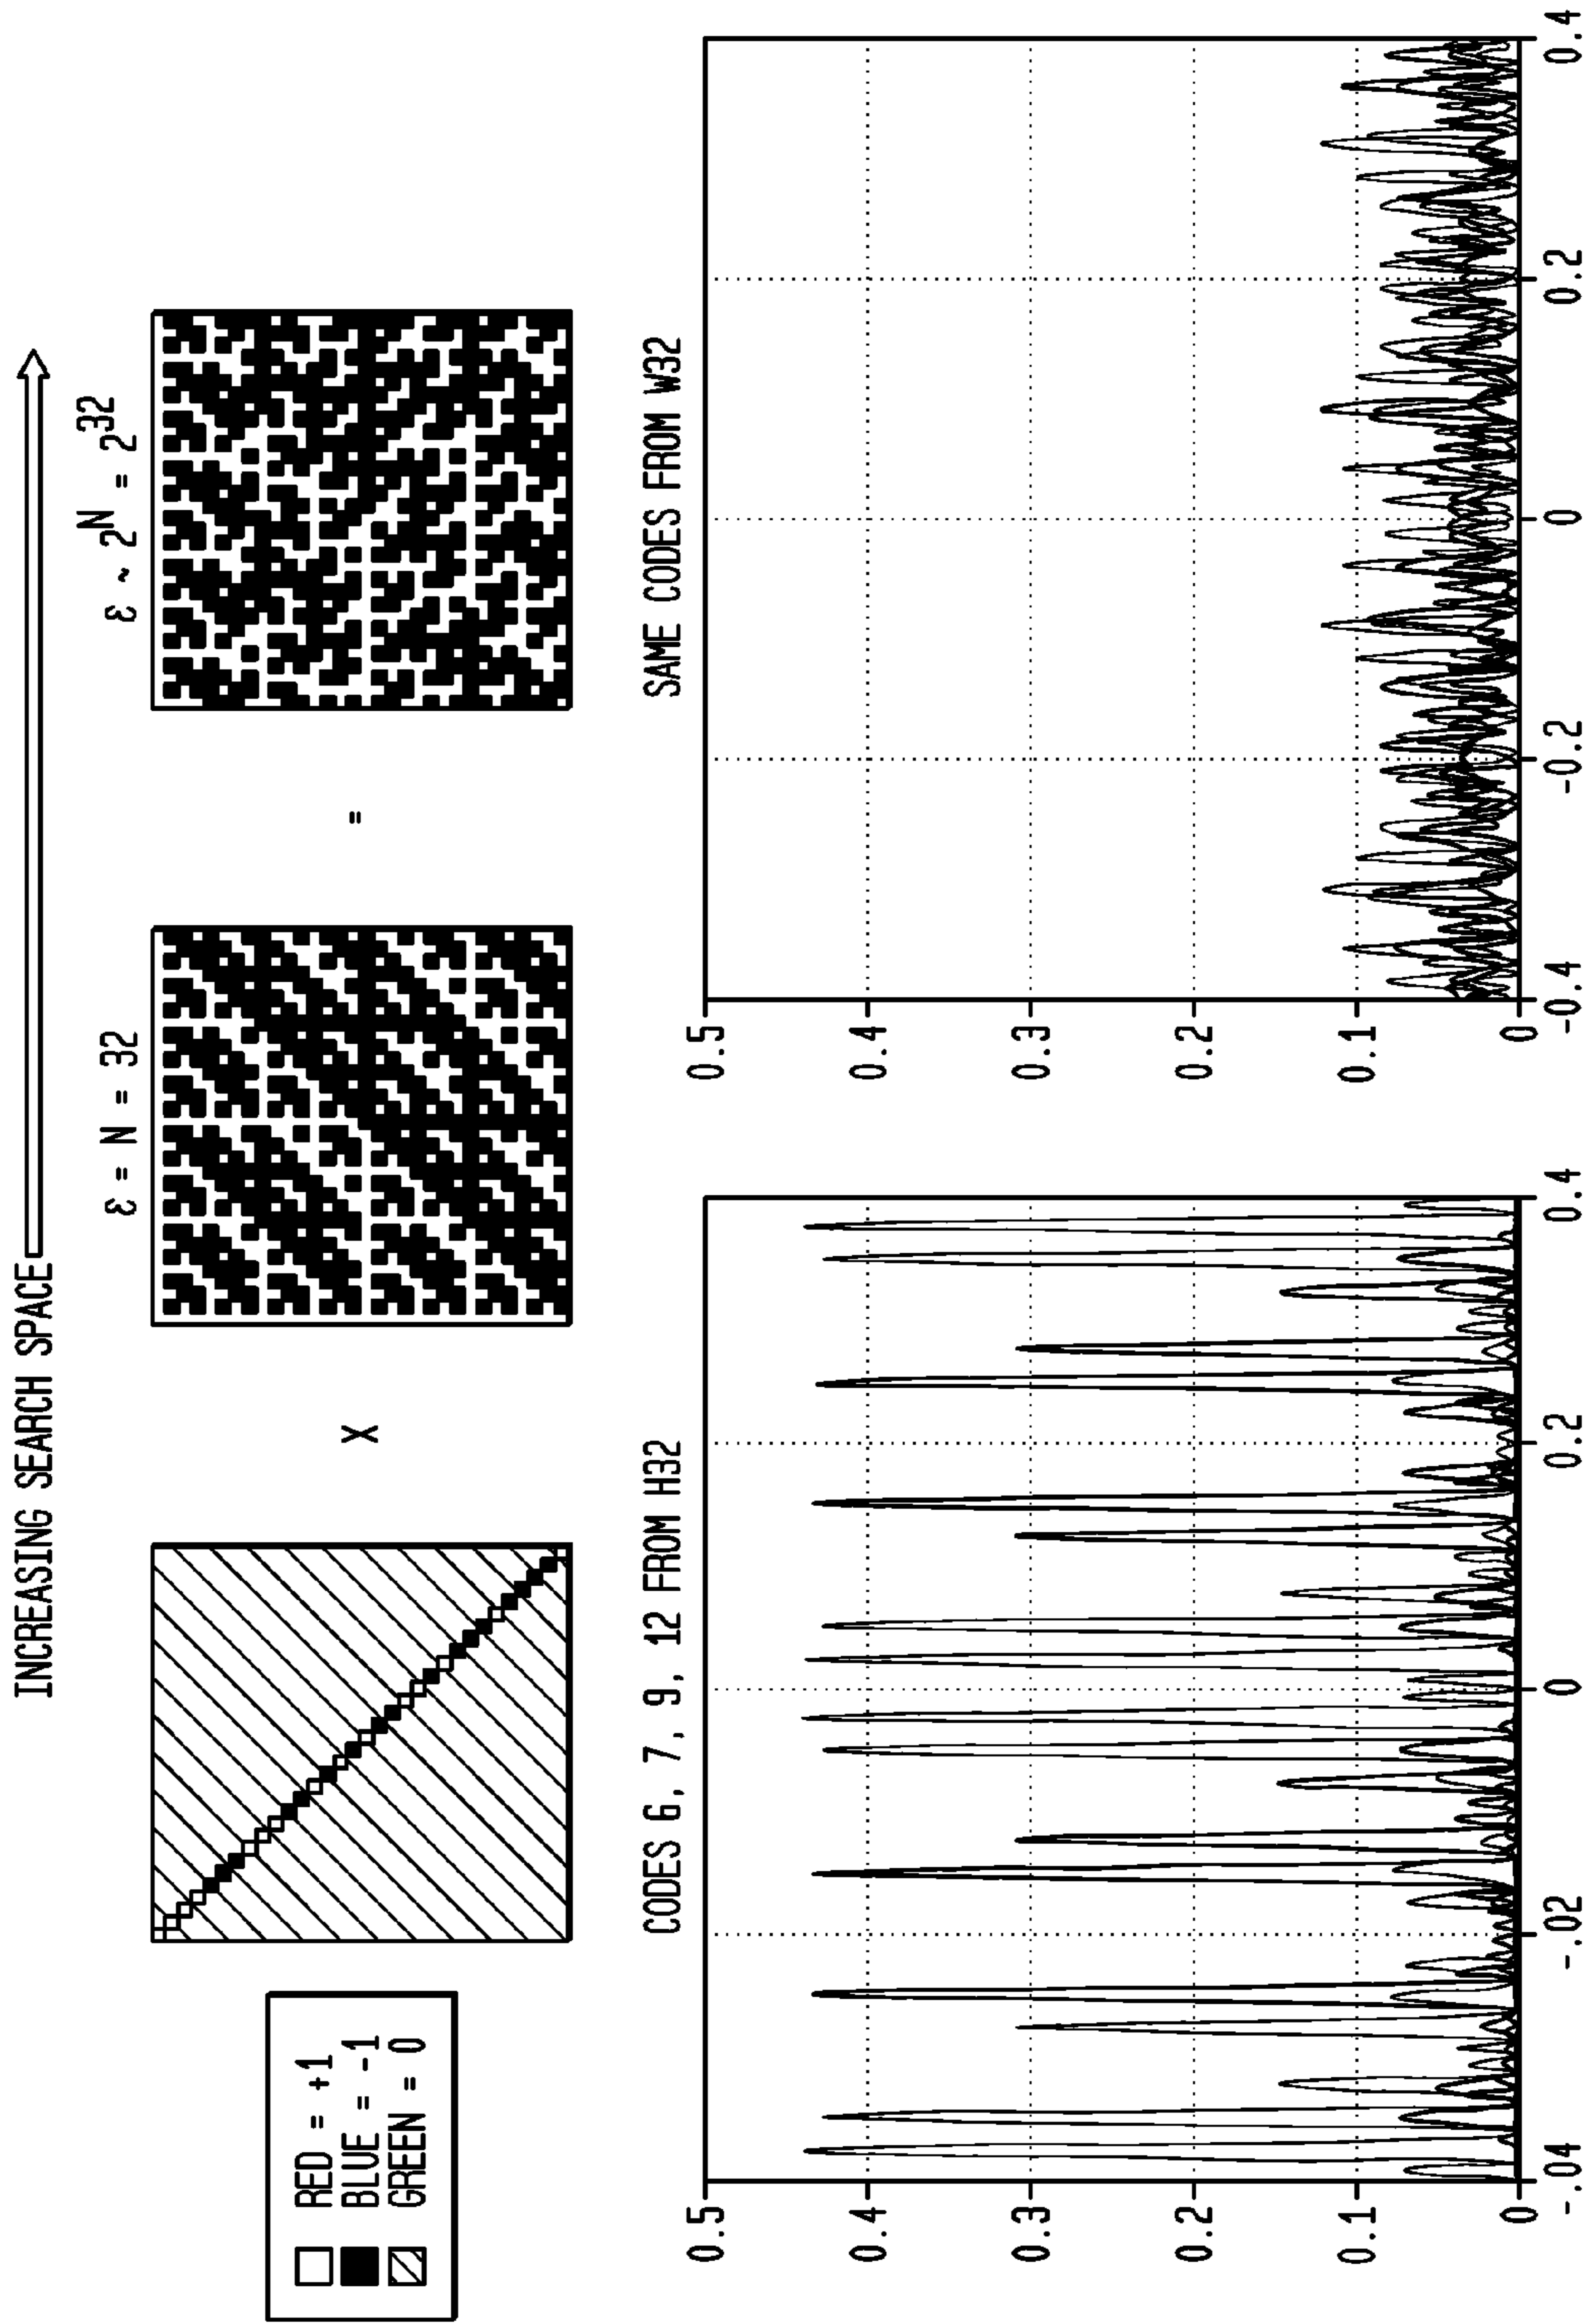 INCREASING SEARCH SPACE
RED = +1
BLUE = -1
GREEN = 0
X
ε = N = 32
=
ε ~ 2^N = 2^32
CODES 6, 7, 9, 12 FROM H32
0.5
0.4
0.3
0.2
0.1
0
-.04
-.02
0
0.2
0.4
SAME CODES FROM W32
0.5
0.4
0.3
0.2
0.1
0
-0.4
-0.2
0
0.2
0.4